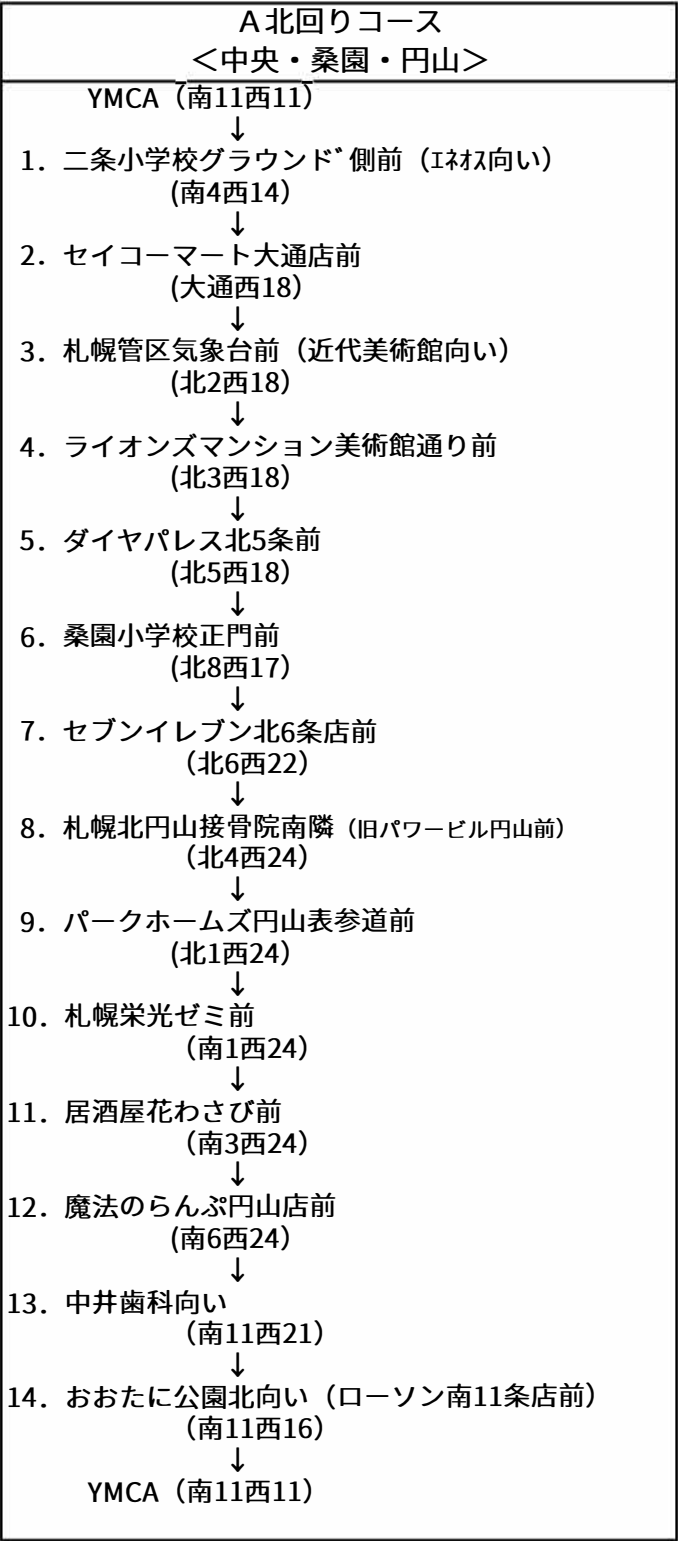 A北回りコース
＜中央・桑園・円山＞
YMCA（南11西11）
↓
1．二条小学校グラウンドﾞ側前（ｴﾈｵｽ向い）
(南4西14）
↓
2．セイコーマート大通店前
(大通西18）
↓
3．札幌管区気象台前（近代美術館向い）
(北2西18）
↓
4．ライオンズマンション美術館通り前
(北3西18）
↓
5．ダイヤパレス北5条前
(北5西18）
↓
6．桑園小学校正門前
(北8西17）
↓
7．セブンイレブン北6条店前
（北6西22）
↓
8．札幌北円山接骨院南隣（旧パワービル円山前）
（北4西24）
↓
9．パークホームズ円山表参道前
(北1西24）
↓
10．札幌栄光ゼミ前
（南1西24）
↓
11．居酒屋花わさび前
（南3西24）
↓
12．魔法のらんぷ円山店前
(南6西24）
↓
13．中井歯科向い
（南11西21）
↓
14．おおたに公園北向い（ローソン南11条店前）
（南11西16）
↓
YMCA（南11西11）